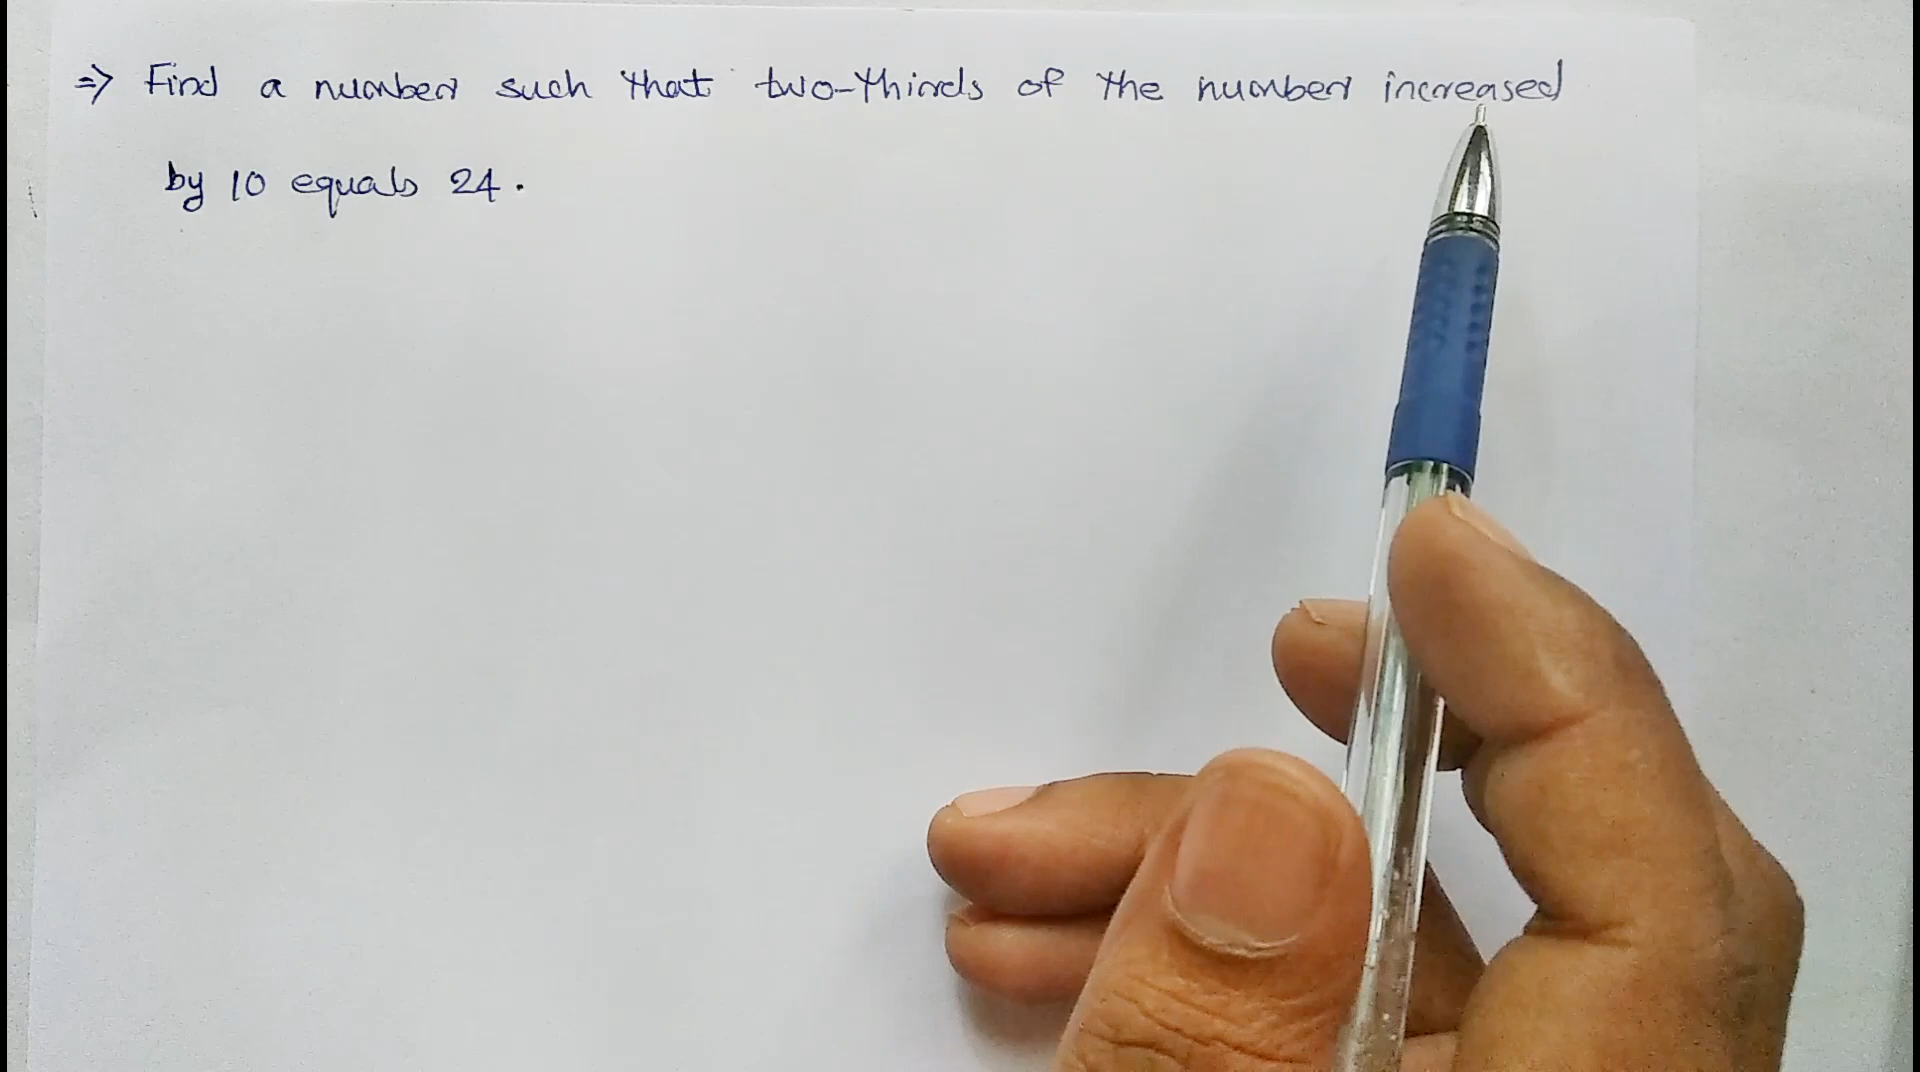 => Find a number such that two-thirds of the number increased
by 10 equals 24.